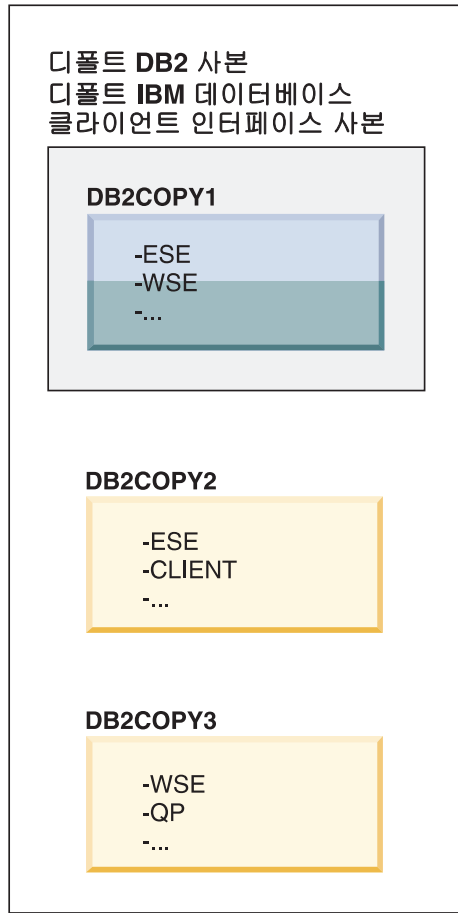 디폴트 DB2 사본
디폴트 IBM 데이터베이스
클라이언트 인터페이스 사본
DB2COPY1
-ESE
-WSE
-...
DB2COPY2
-ESE
-CLIENT
-...
DB2COPY3
-WSE
-QP
-...